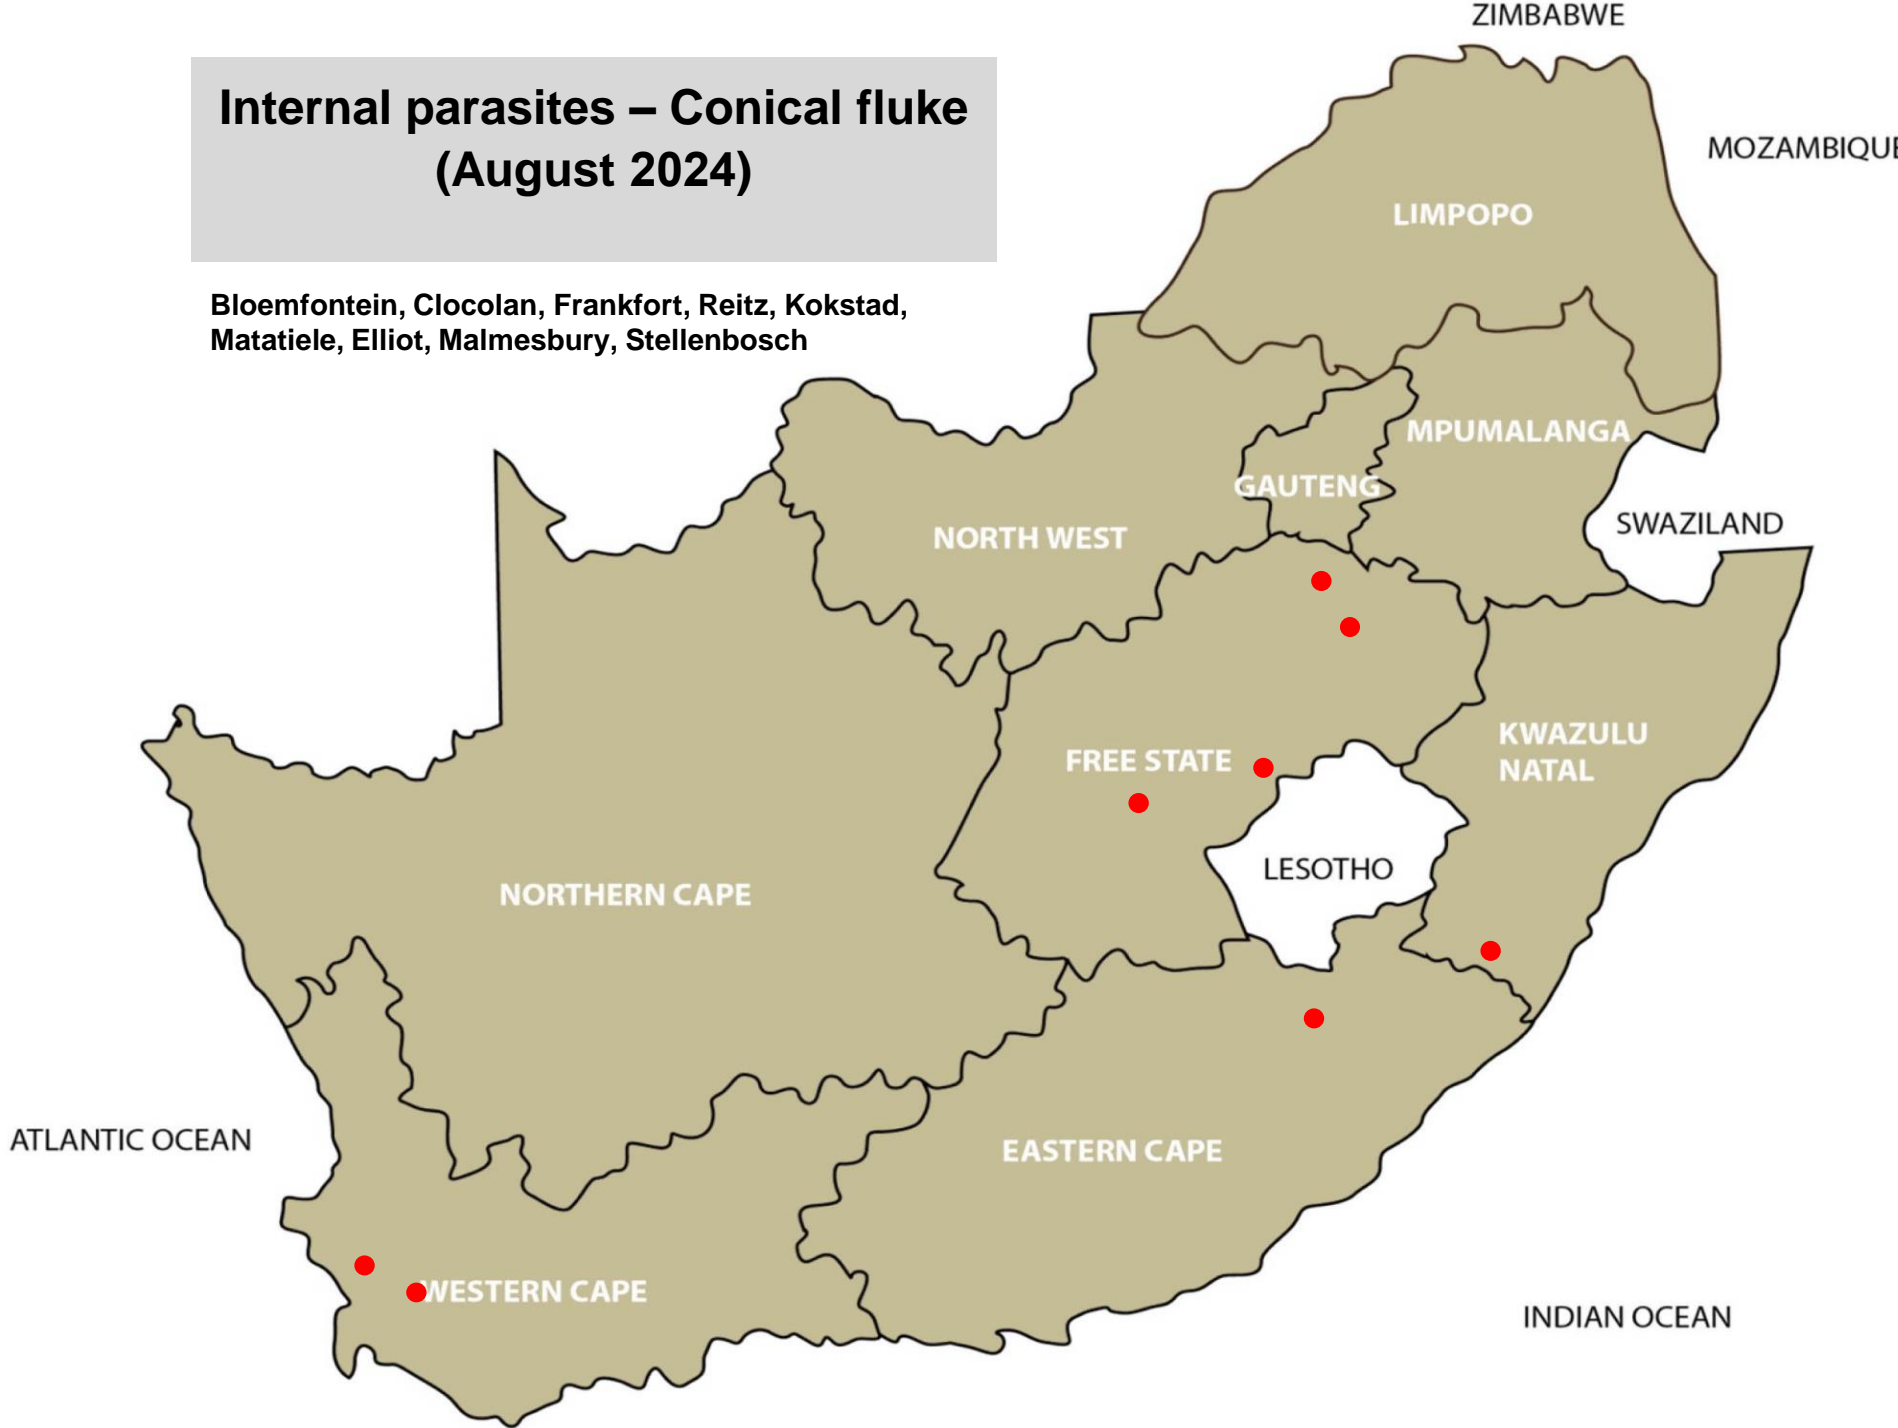 ZIMBABWE
Internal parasites – Conical fluke
(August 2024)
MOZAMBIQUE
LIMPOPO
Bloemfontein, Clocolan, Frankfort, Reitz, Kokstad,
Matatiele, Elliot, Malmesbury, Stellenbosch
MPUMALANGA
GAUTENG
SWAZILAND
NORTH WEST
KWAZULU
NATAL
FREE STATE
LESOTHO
NORTHERN CAPE
ATLANTIC OCEAN
EASTERN CAPE
WESTERN CAPE
INDIAN OCEAN